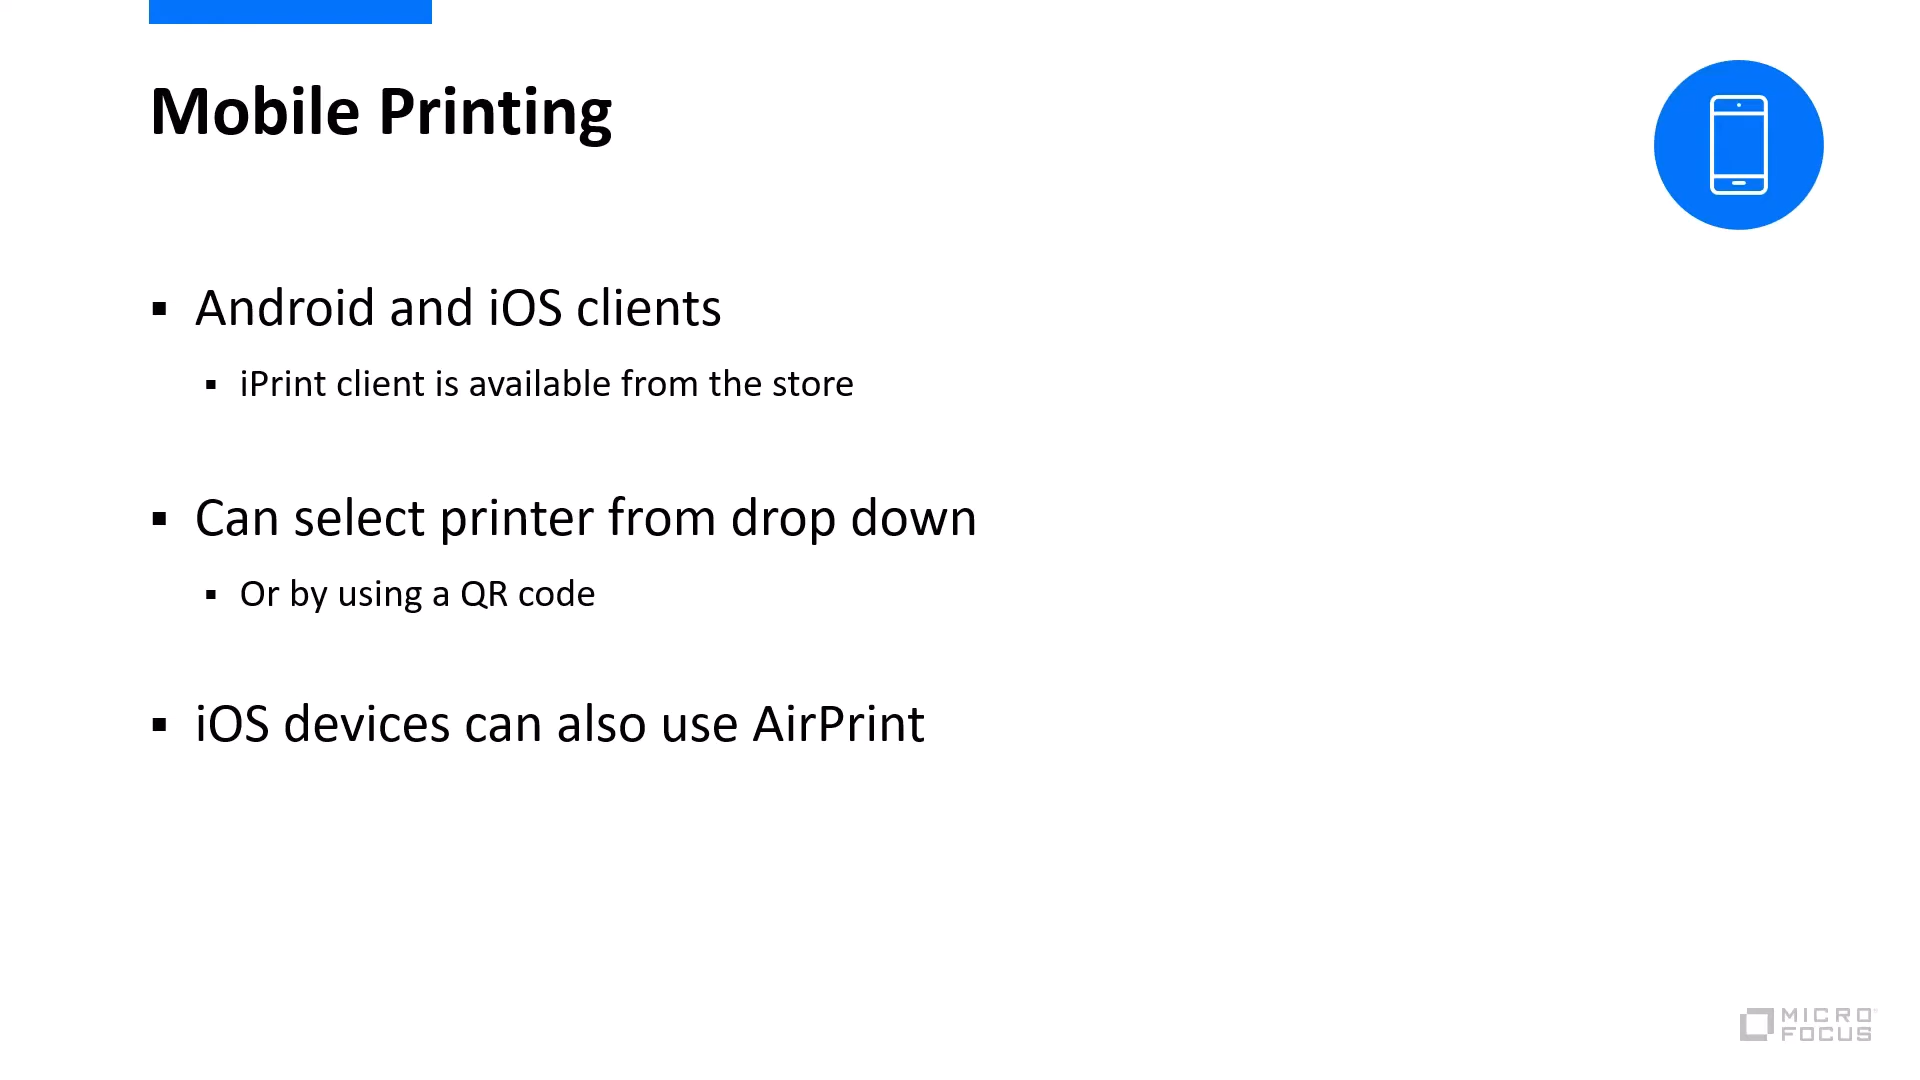 Mobile Printing
▪ Android and iOS clients
▪ iPrint client is available from the store
▪ Can select printer from drop down
▪ Or by using a QR code
▪ iOS devices can also use AirPrint
MICRO
FOCUS